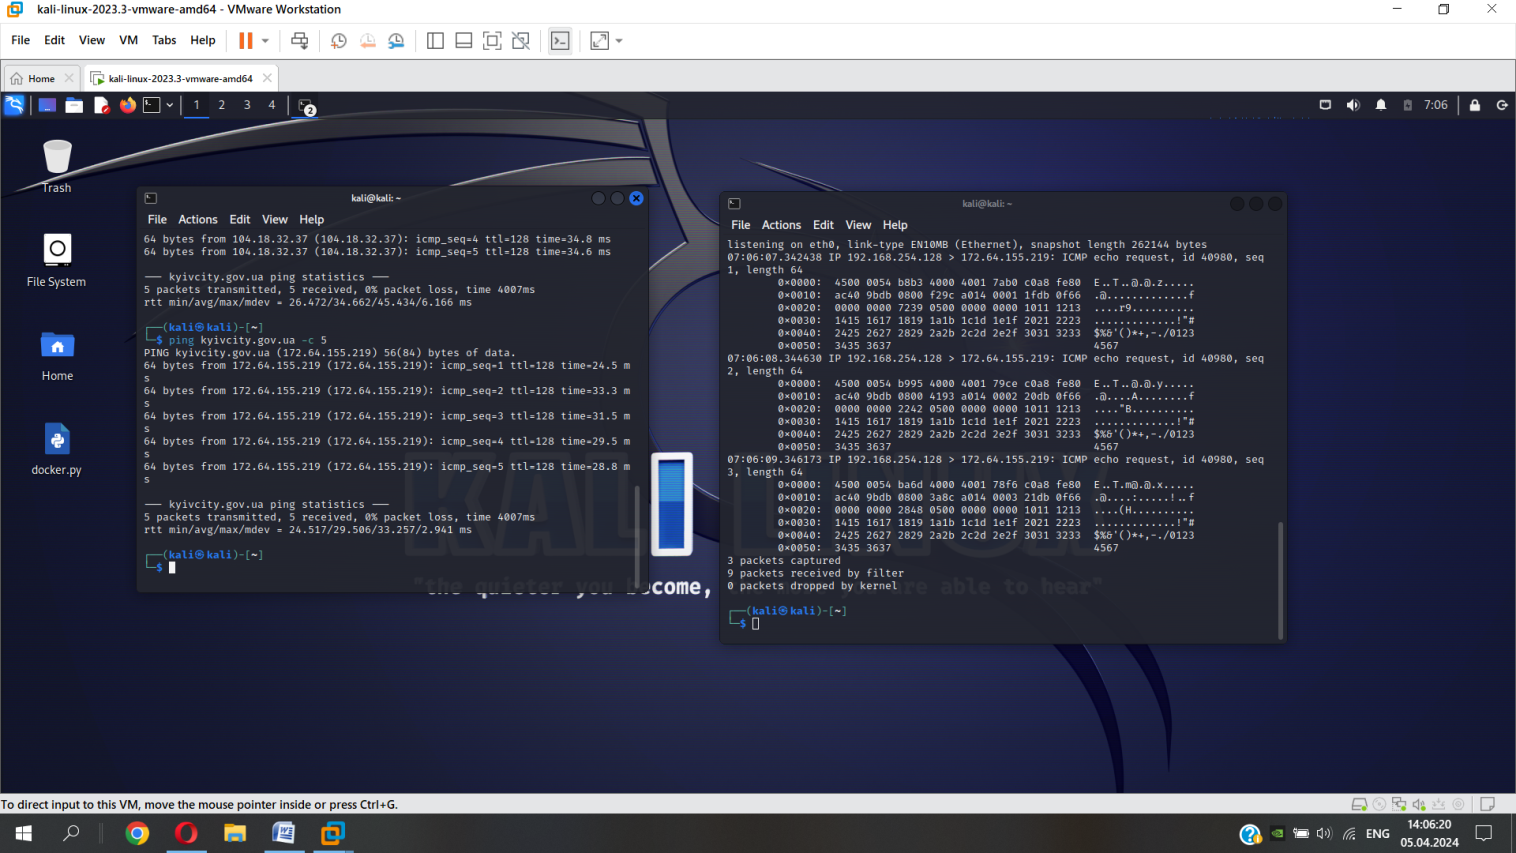 kali-linux-2023.3-vmware-amd64 - VMware Workstation
File Edit View VM Tabs Help
Home
kali-linux-2023.3-vmware-amd64
1 2 3 4
2
7:06
Trash
File System
Home
docker.py
kali@kali: ~
File Actions Edit View Help
64 bytes from 104.18.32.37 (104.18.32.37): icmp_seq=4 ttl=128 time=34.8 ms
64 bytes from 104.18.32.37 (104.18.32.37): icmp_seq=5 ttl=128 time=34.6 ms
--- kyivcity.gov.ua ping statistics ---
5 packets transmitted, 5 received, 0% packet loss, time 4007ms
rtt min/avg/max/mdev = 26.472/34.662/45.434/6.166 ms
┌──(kali㉿kali)-[~]
└─$ ping kyivcity.gov.ua -c 5
PING kyivcity.gov.ua (172.64.155.219) 56(84) bytes of data.
64 bytes from 172.64.155.219 (172.64.155.219): icmp_seq=1 ttl=128 time=24.5 m
s
64 bytes from 172.64.155.219 (172.64.155.219): icmp_seq=2 ttl=128 time=33.3 m
s
64 bytes from 172.64.155.219 (172.64.155.219): icmp_seq=3 ttl=128 time=31.5 m
s
64 bytes from 172.64.155.219 (172.64.155.219): icmp_seq=4 ttl=128 time=29.5 m
s
64 bytes from 172.64.155.219 (172.64.155.219): icmp_seq=5 ttl=128 time=28.8 m
s
--- kyivcity.gov.ua ping statistics ---
5 packets transmitted, 5 received, 0% packet loss, time 4007ms
rtt min/avg/max/mdev = 24.517/29.506/33.257/2.941 ms
┌──(kali㉿kali)-[~]
└─$
kali@kali: ~
File Actions Edit View Help
listening on eth0, link-type EN10MB (Ethernet), snapshot length 262144 bytes
07:06:07.342438 IP 192.168.254.128 > 172.64.155.219: ICMP echo request, id 40980, seq
1, length 64
0x0000: 4500 0054 b8b3 4000 4001 7ab0 c0a8 fe80 E..T..@.@.z.....
0x0010: ac40 9bdb 0800 f29c a014 0001 1fdb 0f66 .@.............f
0x0020: 0000 0000 7239 0500 0000 0000 1011 1213 ....r9..........
0x0030: 1415 1617 1819 1a1b 1c1d 1e1f 2021 2223 .............!"#
0x0040: 2425 2627 2829 2a2b 2c2d 2e2f 3031 3233 $%&'()*+,-./0123
0x0050: 3435 3637 4567
07:06:08.344630 IP 192.168.254.128 > 172.64.155.219: ICMP echo request, id 40980, seq
2, length 64
0x0000: 4500 0054 b995 4000 4001 79ce c0a8 fe80 E..T..@.@.y.....
0x0010: ac40 9bdb 0800 4193 a014 0002 20db 0f66 .@....A........f
0x0020: 0000 0000 2242 0500 0000 0000 1011 1213 ...."B..........
0x0030: 1415 1617 1819 1a1b 1c1d 1e1f 2021 2223 .............!"#
0x0040: 2425 2627 2829 2a2b 2c2d 2e2f 3031 3233 $%&'()*+,-./0123
0x0050: 3435 3637 4567
07:06:09.346173 IP 192.168.254.128 > 172.64.155.219: ICMP echo request, id 40980, seq
3, length 64
0x0000: 4500 0054 ba6d 4000 4001 78f6 c0a8 fe80 E..T.m@.@.x.....
0x0010: ac40 9bdb 0800 3a8c a014 0003 21db 0f66 .@....:.....!..f
0x0020: 0000 0000 2848 0500 0000 0000 1011 1213 ....(H..........
0x0030: 1415 1617 1819 1a1b 1c1d 1e1f 2021 2223 .............!"#
0x0040: 2425 2627 2829 2a2b 2c2d 2e2f 3031 3233 $%&'()*+,-./0123
0x0050: 3435 3637 4567
3 packets captured
9 packets received by filter
0 packets dropped by kernel
┌──(kali㉿kali)-[~]
└─$
KALI LINUX
"the quieter you become, the more you are able to hear"
To direct input to this VM, move the mouse pointer inside or press Ctrl+G.
ENG
14:06:20
05.04.2024